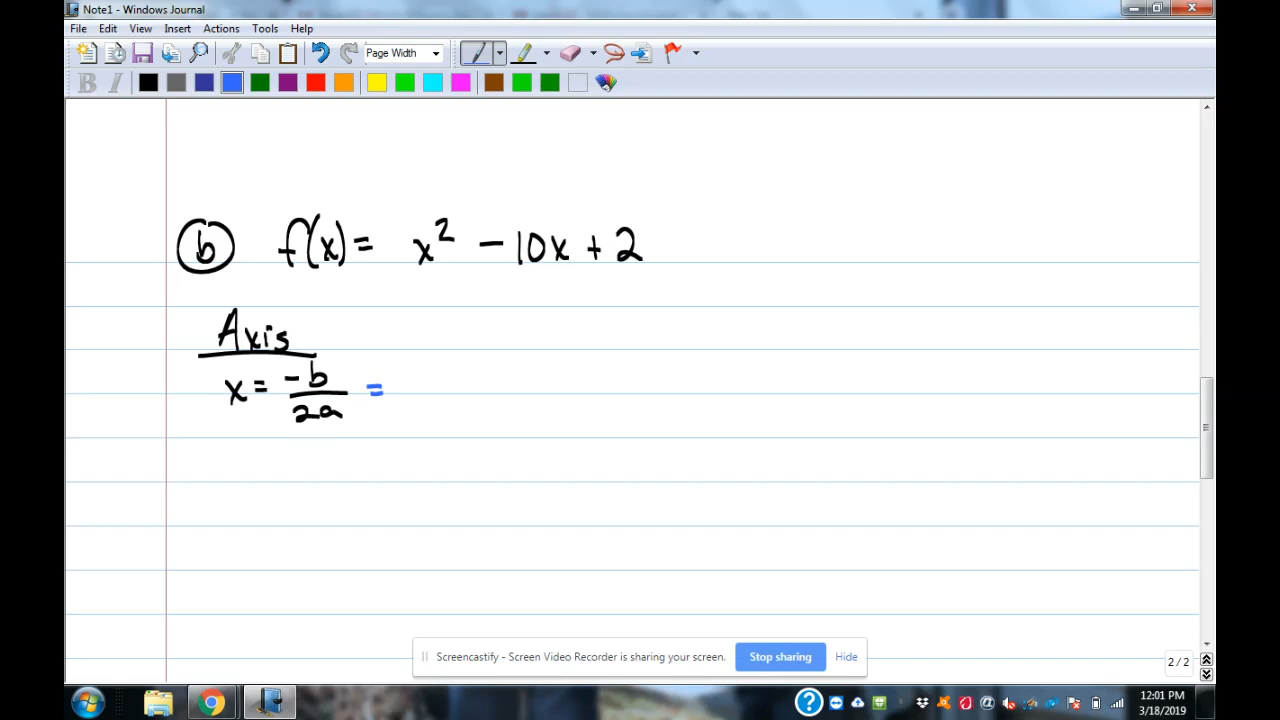 Note1 - Windows Journal
File Edit View Insert Actions Tools Help
Page Width
B I
b f(x)= x² - 10x + 2
Axis
x = -b/2a =
Screencastify - Screen Video Recorder is sharing your screen. Stop sharing Hide
2 / 2
12:01 PM
3/18/2019